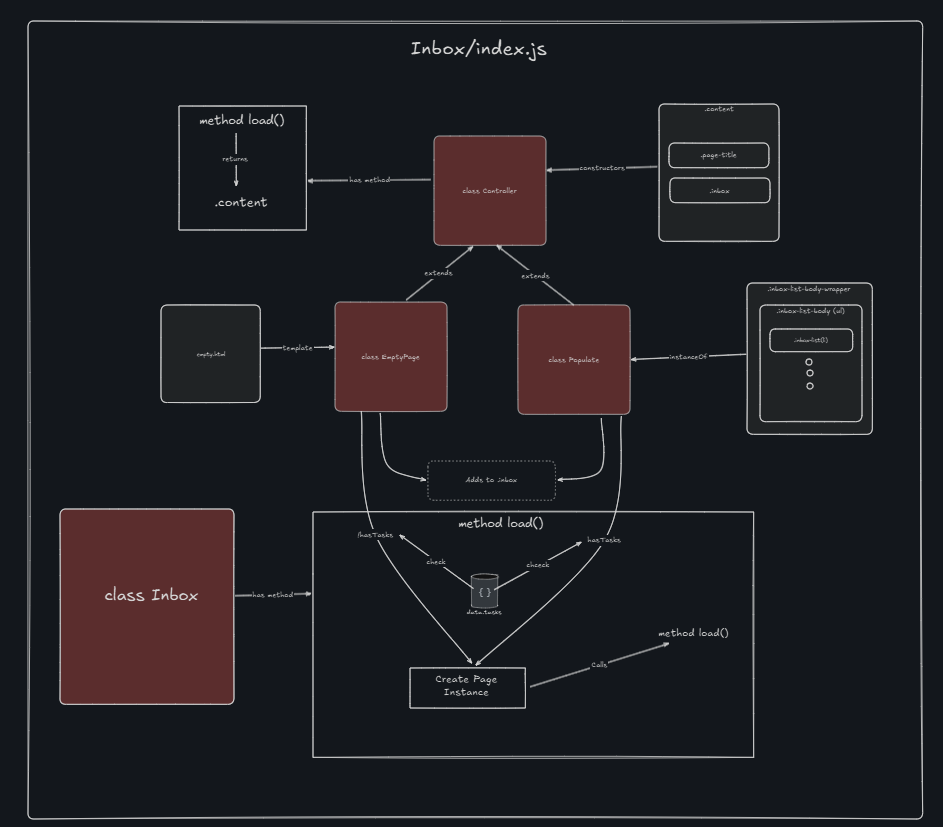 Inbox/index.js
method load()
returns
.content
has method
class Controller
constructors
.content
.page-title
.inbox
extends
extends
empty.html
template
class EmptyPage
class Populate
instanceOf
.inbox-list-body-wrapper
.inbox-list-body (ul)
.inbox-list(li)
Adds to inbox
class Inbox
has method
method load()
!hasTasks
hasTasks
check
chceck
{ }
data.tasks
method load()
Calls
Create Page
Instance